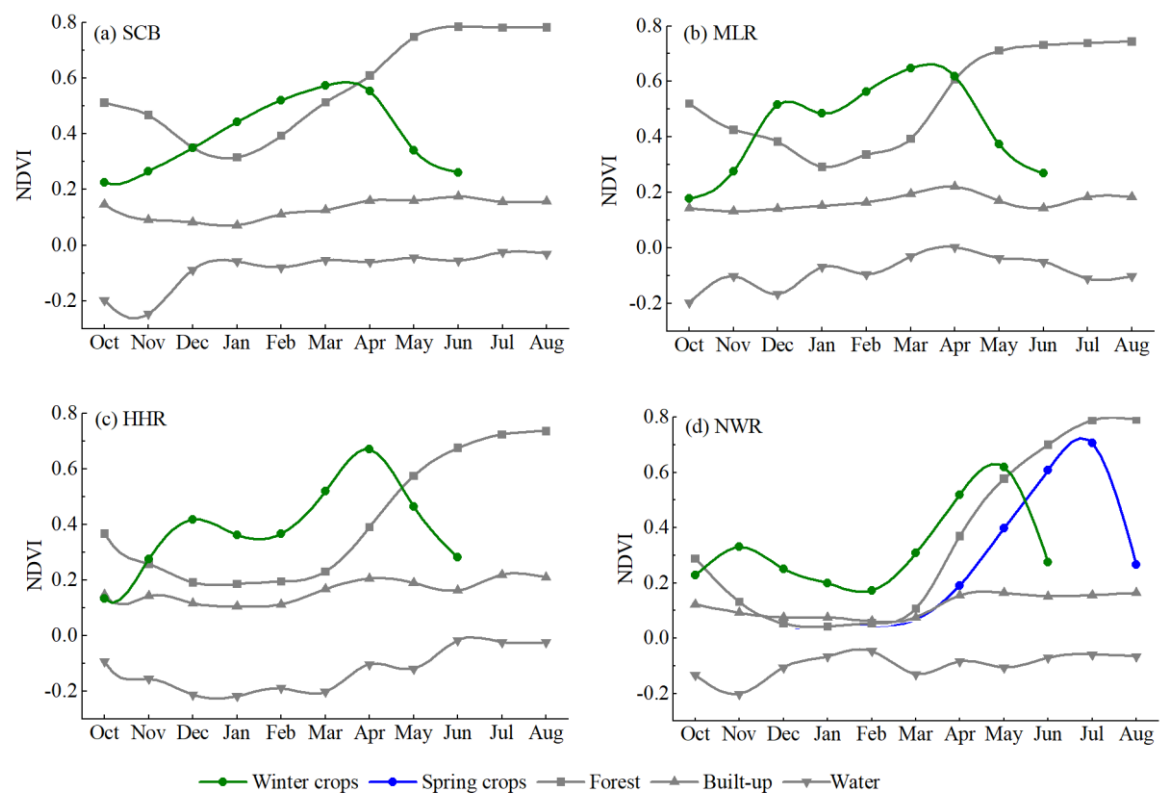 (a) SCB
NDVI
0.8
0.6
0.4
0.2
0.0
-0.2
Oct Nov Dec Jan Feb Mar Apr May Jun Jul Aug
(b) MLR
NDVI
0.8
0.6
0.4
0.2
0.0
-0.2
Oct Nov Dec Jan Feb Mar Apr May Jun Jul Aug
(c) HHR
NDVI
0.8
0.6
0.4
0.2
0.0
-0.2
Oct Nov Dec Jan Feb Mar Apr May Jun Jul Aug
(d) NWR
NDVI
0.8
0.6
0.4
0.2
0.0
-0.2
Oct Nov Dec Jan Feb Mar Apr May Jun Jul Aug
Winter crops Spring crops Forest Built-up Water